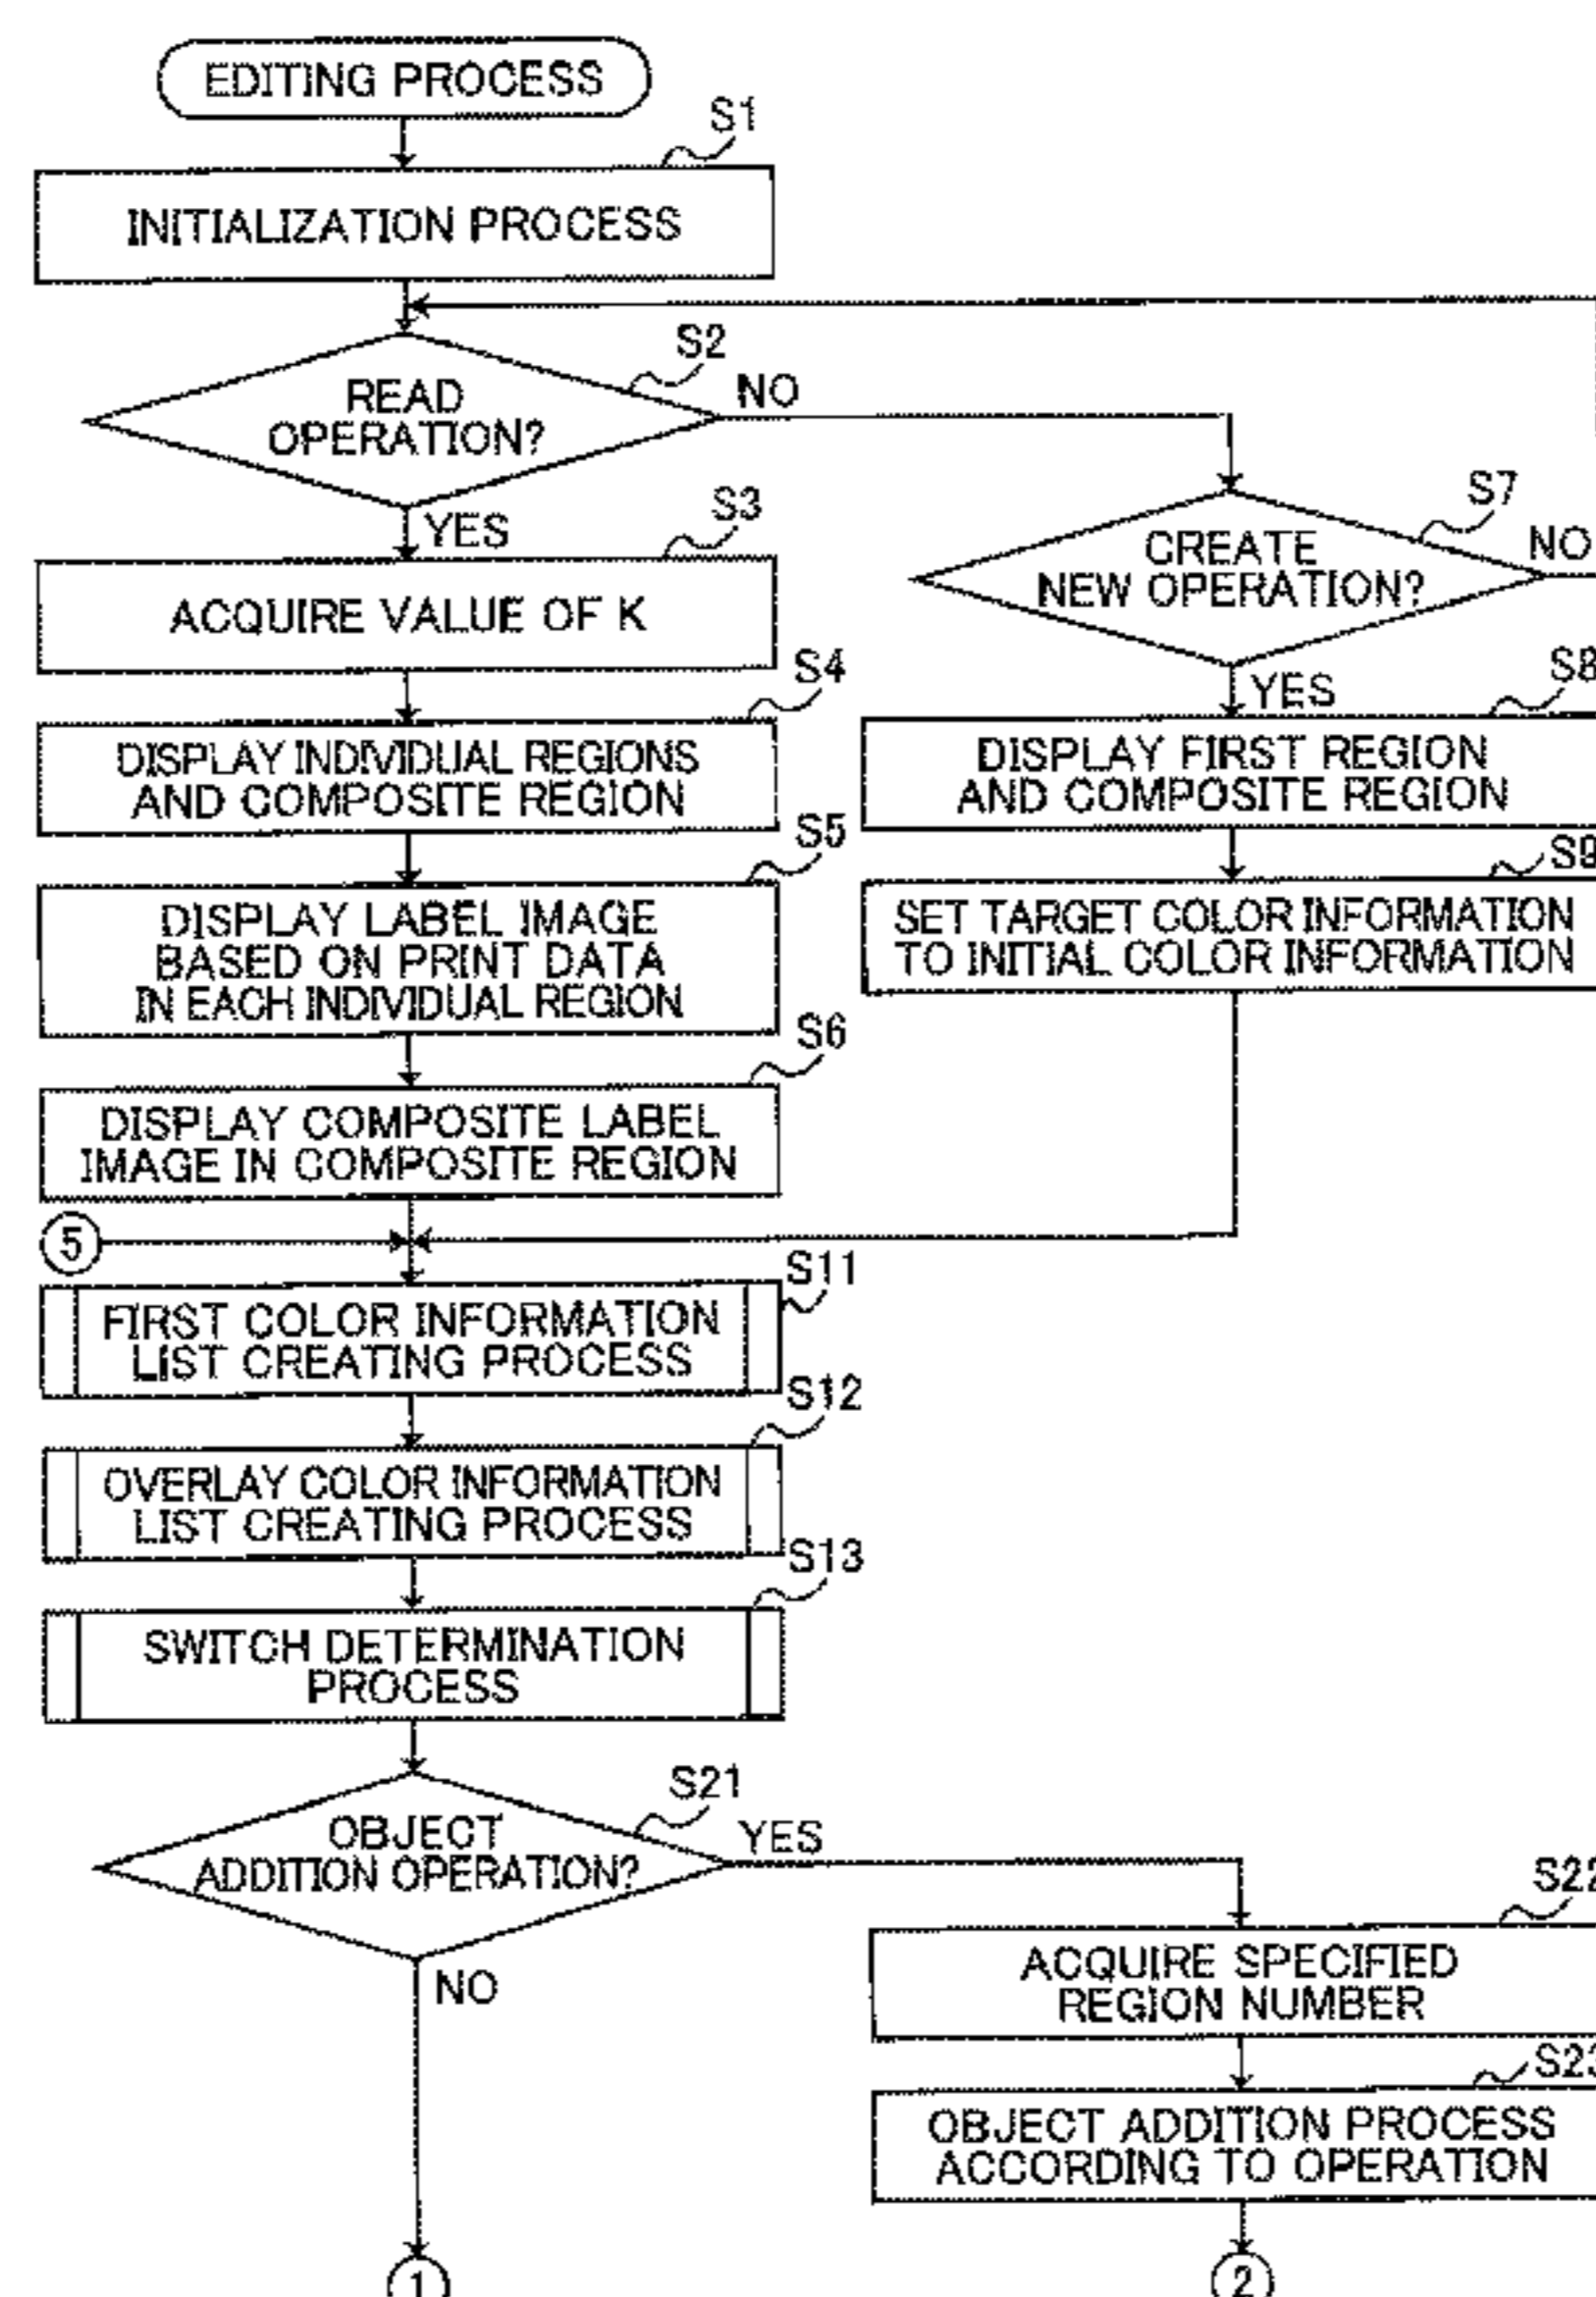 EDITING PROCESS
S1
INITIALIZATION PROCESS
S2
READ
OPERATION?
NO
YES
S3
ACQUIRE VALUE OF K
S7
CREATE
NEW OPERATION?
NO
YES
S4
DISPLAY INDIVIDUAL REGIONS
AND COMPOSITE REGION
S8
DISPLAY FIRST REGION
AND COMPOSITE REGION
S5
DISPLAY LABEL IMAGE
BASED ON PRINT DATA
IN EACH INDIVIDUAL REGION
S9
SET TARGET COLOR INFORMATION
TO INITIAL COLOR INFORMATION
S6
DISPLAY COMPOSITE LABEL
IMAGE IN COMPOSITE REGION
5
S11
FIRST COLOR INFORMATION
LIST CREATING PROCESS
S12
OVERLAY COLOR INFORMATION
LIST CREATING PROCESS
S13
SWITCH DETERMINATION
PROCESS
S21
OBJECT
ADDITION OPERATION?
YES
NO
S22
ACQUIRE SPECIFIED
REGION NUMBER
S23
OBJECT ADDITION PROCESS
ACCORDING TO OPERATION
1
2